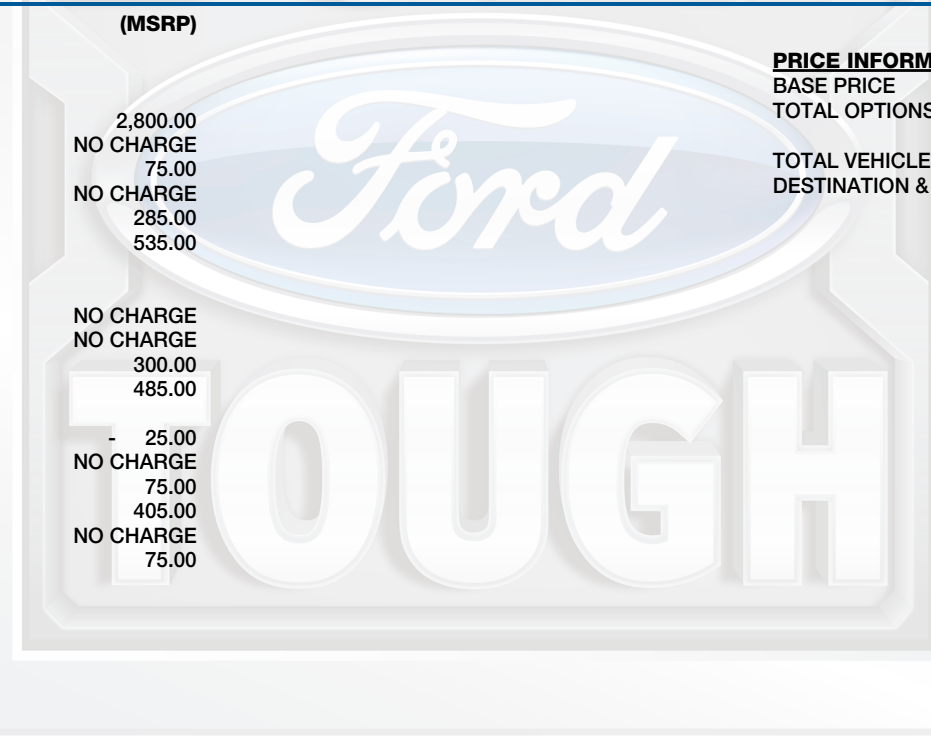 (MSRP)
2,800.00
NO CHARGE
75.00
NO CHARGE
285.00
535.00
NO CHARGE
NO CHARGE
300.00
485.00
- 25.00
NO CHARGE
75.00
405.00
NO CHARGE
75.00
PRICE INFORM
BASE PRICE
TOTAL OPTIONS
TOTAL VEHICLE
DESTINATION &
Ford
TOUGH